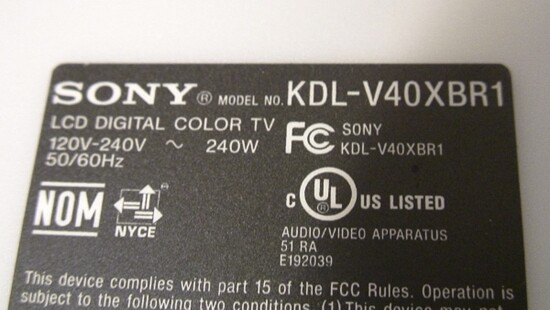 SONY ® MODEL NO. KDL-V40XBR1
LCD DIGITAL COLOR TV
120V-240V ~ 240W
50/60Hz
FC SONY
KDL-V40XBR1
NOM
NYCE
C UL ® US LISTED
AUDIO/VIDEO APPARATUS
51 RA
E192039
This device complies with part 15 of the FCC Rules. Operation is
subject to the following two conditions. (1) This device may not